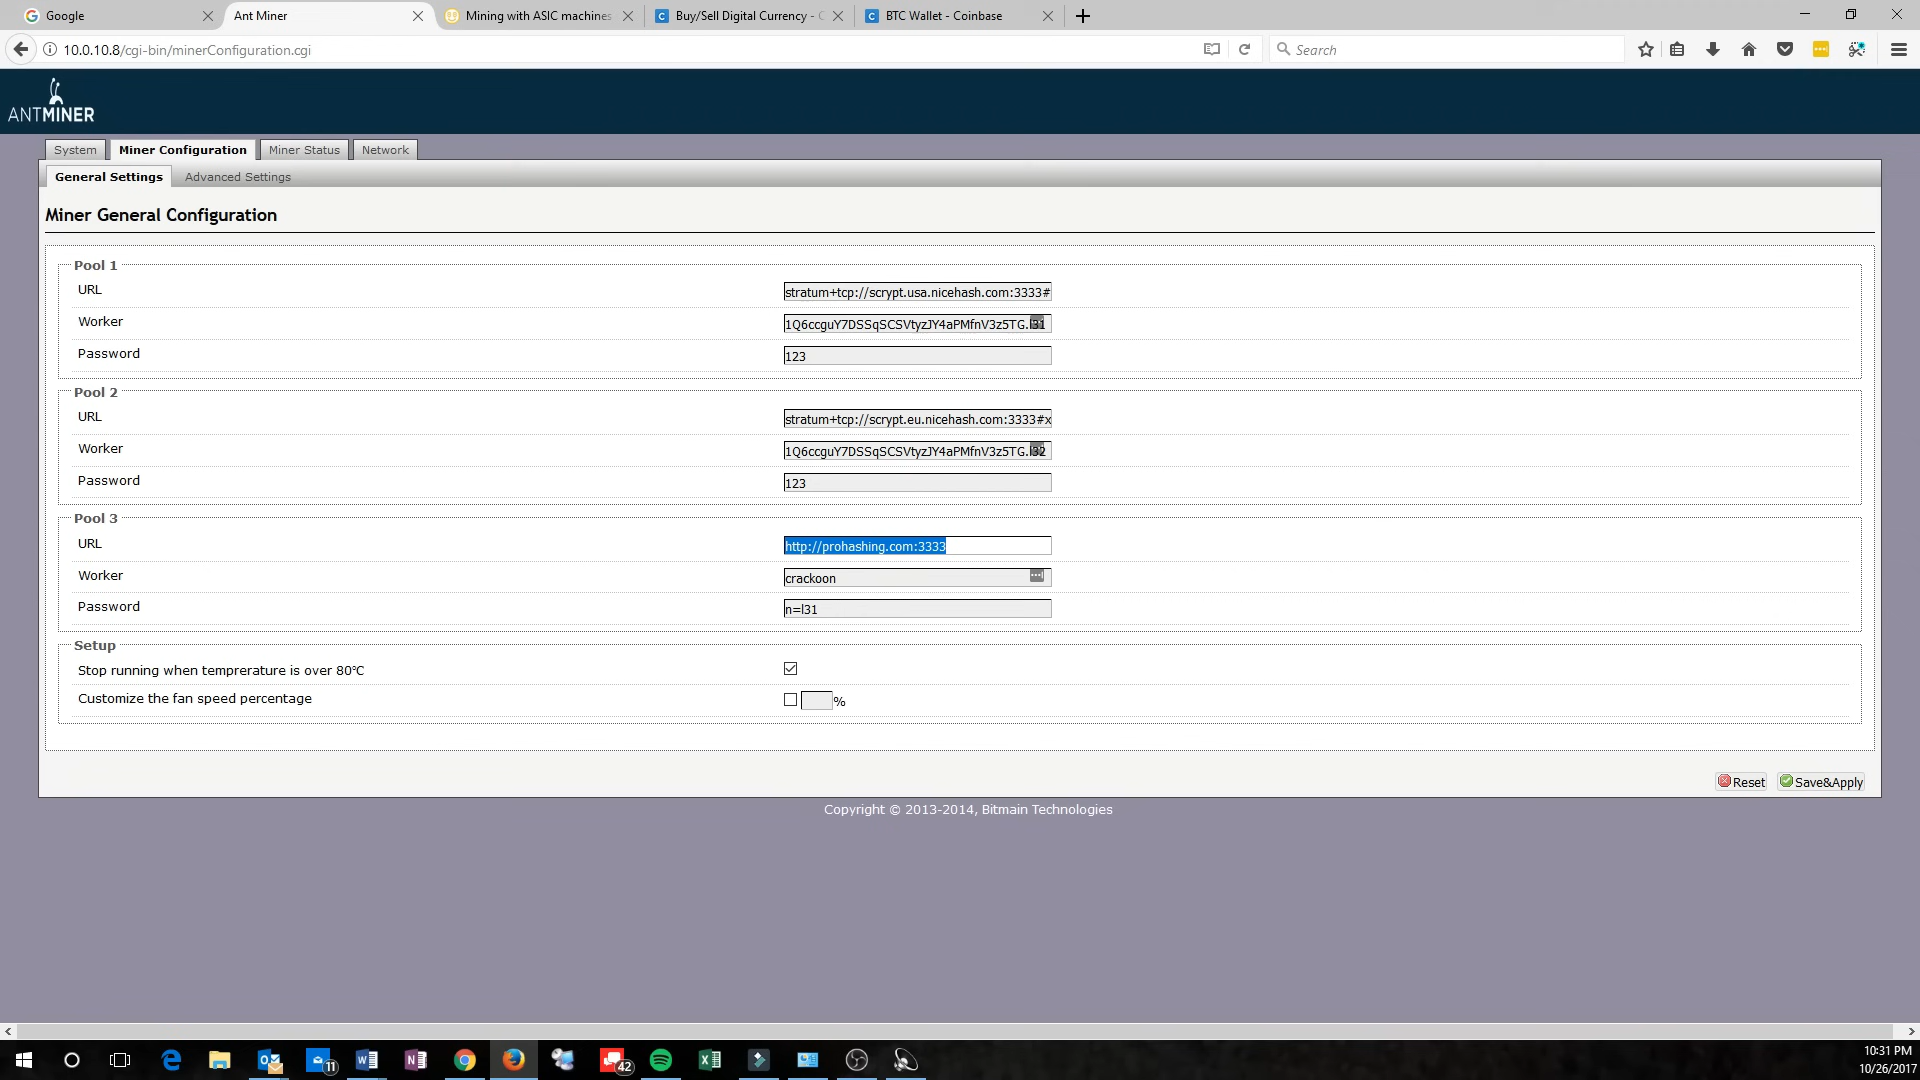 Google
Ant Miner
Mining with ASIC machines
Buy/Sell Digital Currency - C
BTC Wallet - Coinbase
10.0.10.8/cgi-bin/minerConfiguration.cgi
Search
ANTMINER
System
Miner Configuration
Miner Status
Network
General Settings
Advanced Settings
Miner General Configuration
Pool 1
URL
stratum+tcp://scrypt.usa.nicehash.com:3333#
Worker
1Q6ccguY7DSSqSCSVtyzJY4aPMfnV3z5TG.l31
Password
123
Pool 2
URL
stratum+tcp://scrypt.eu.nicehash.com:3333#x
Worker
1Q6ccguY7DSSqSCSVtyzJY4aPMfnV3z5TG.l32
Password
123
Pool 3
URL
http://prohashing.com:3333
Worker
crackoon
Password
n=l31
Setup
Stop running when temprerature is over 80℃
Customize the fan speed percentage
%
Reset
Save&Apply
Copyright © 2013-2014, Bitmain Technologies
11
42
10:31 PM
10/26/2017